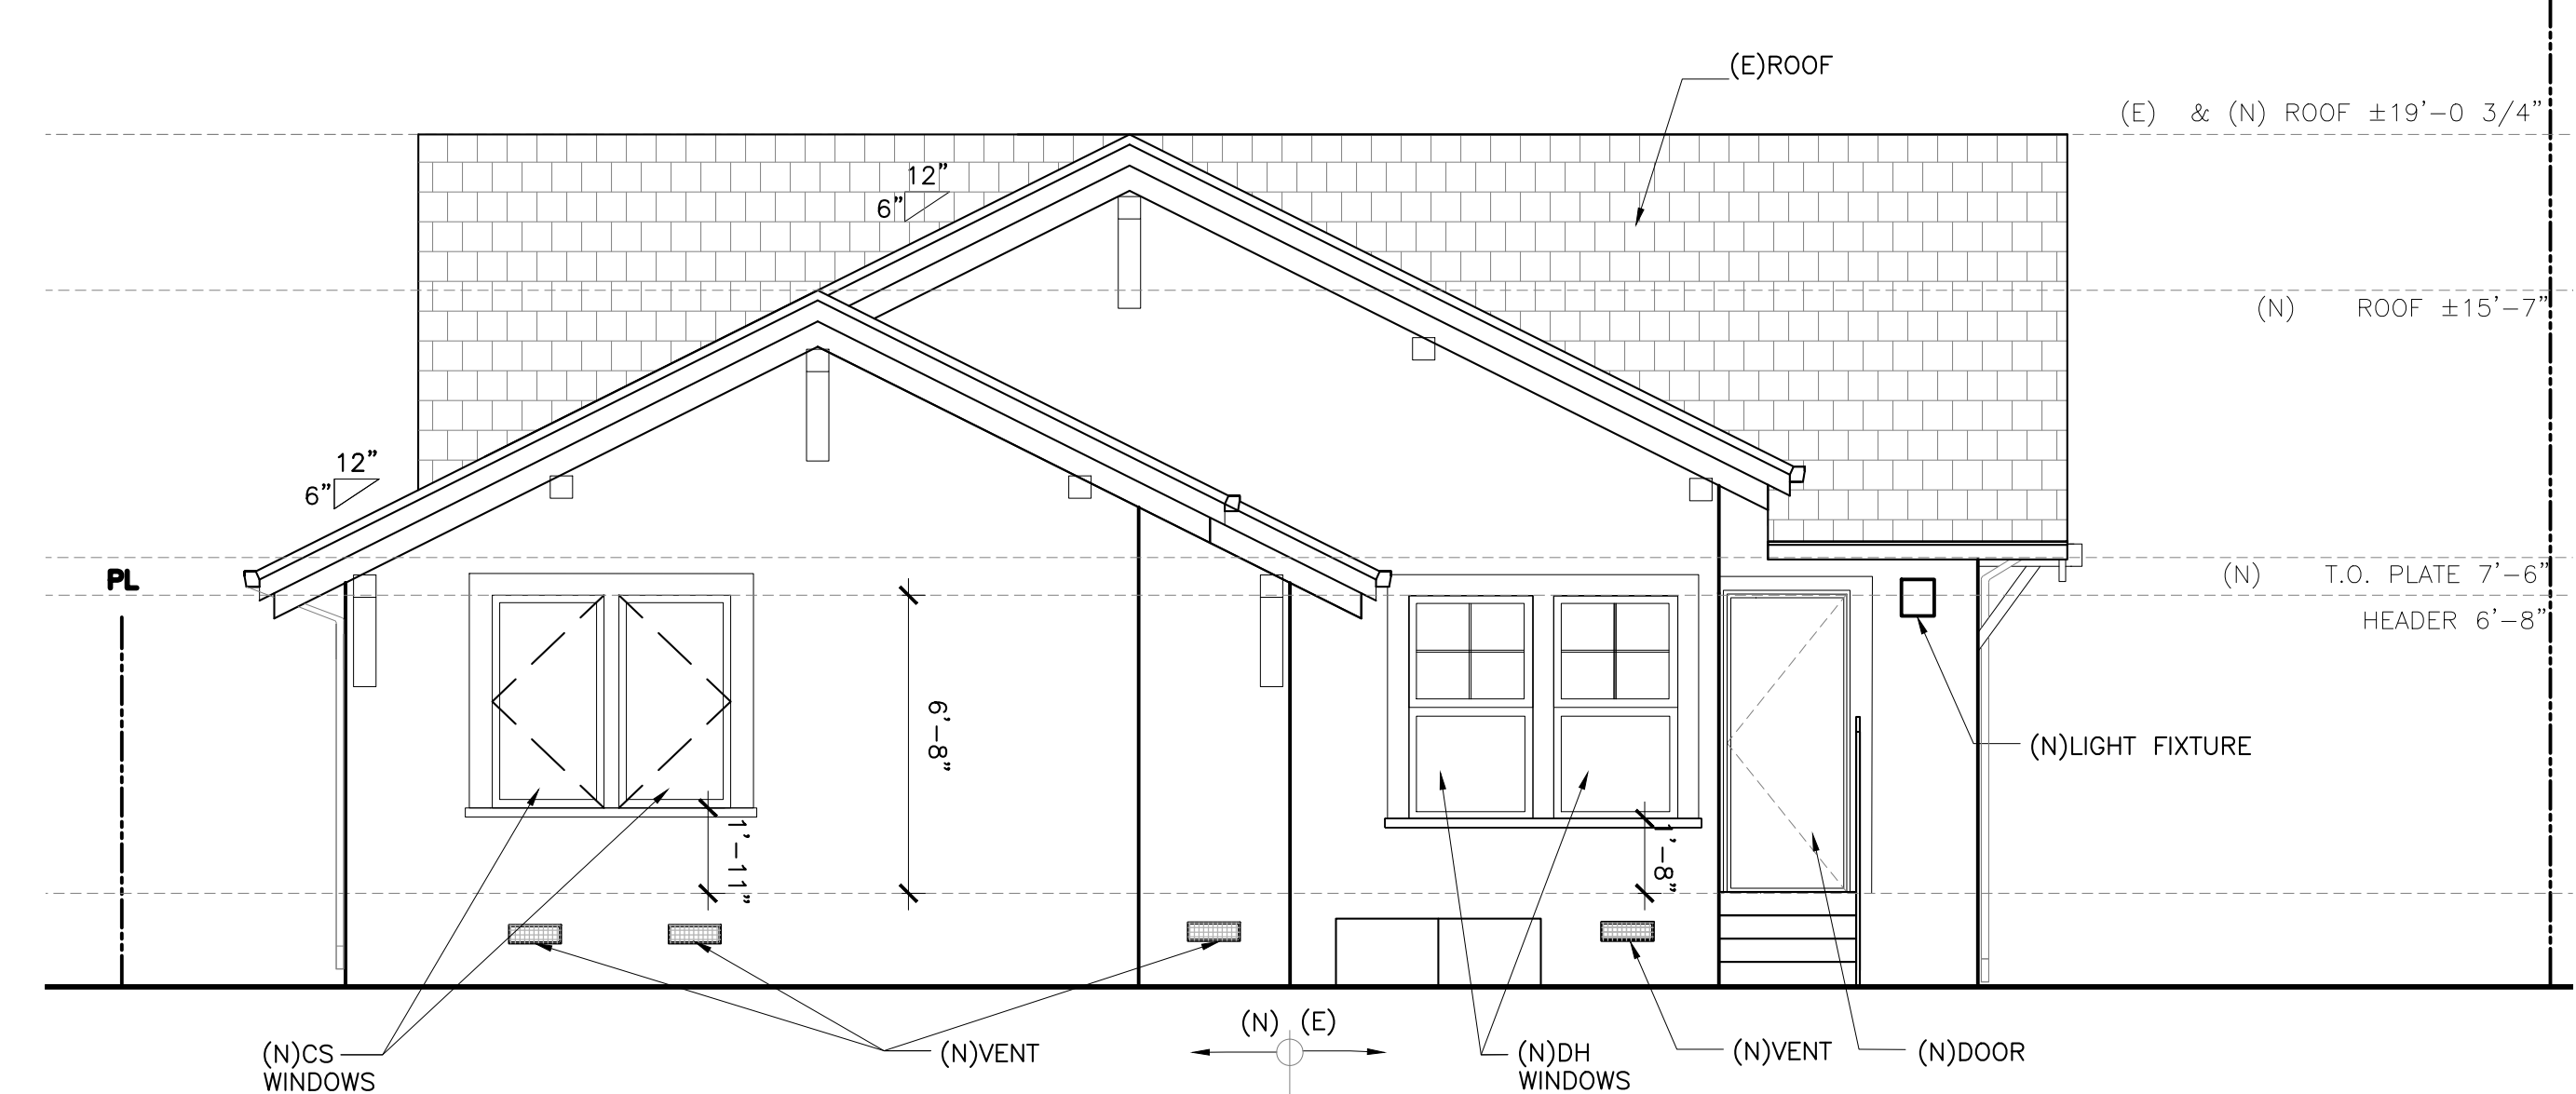 (E)ROOF
(E) & (N) ROOF ±19'-0 3/4"
12"
6"
(N) ROOF ±15'-7"
12"
6"
PL
(N) T.O. PLATE 7'-6"
HEADER 6'-8"
6'-8"
(N)LIGHT FIXTURE
1'-11"
1'-8"
(N) (E)
(N)CS
WINDOWS
(N)VENT
(N)DH
WINDOWS
(N)VENT
(N)DOOR